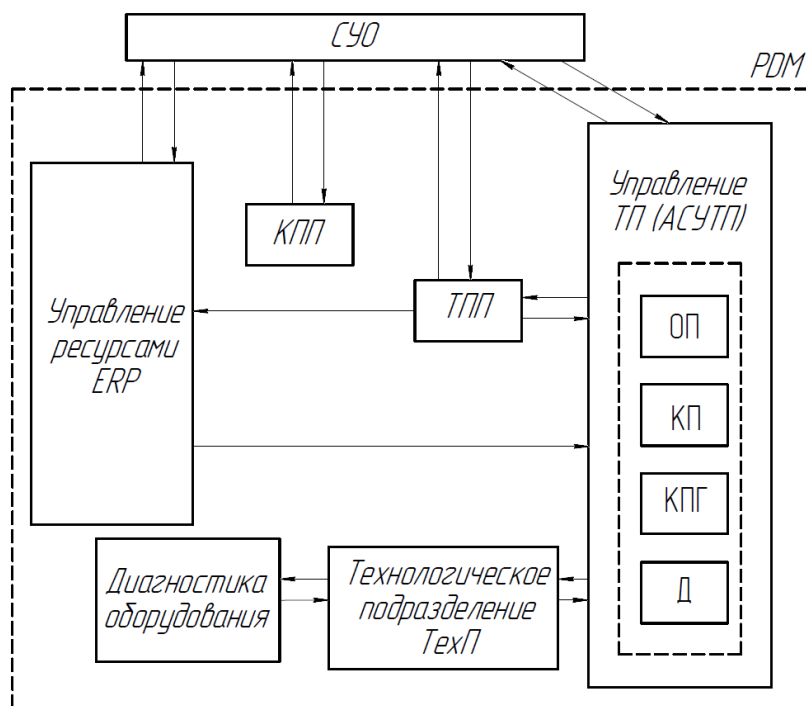 СУО
PDM
Управление
ТП (АСУТП)
КПП
ТПП
Управление
ресурсами
ERP
ОП
КП
КПГ
Д
Диагностика
оборудования
Технологическое
подразделение
ТехП